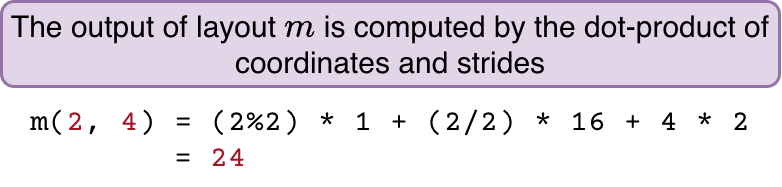 The output of layout m is computed by the dot-product of
coordinates and strides
m(2, 4) = (2%2) * 1 + (2/2) * 16 + 4 * 2
= 24